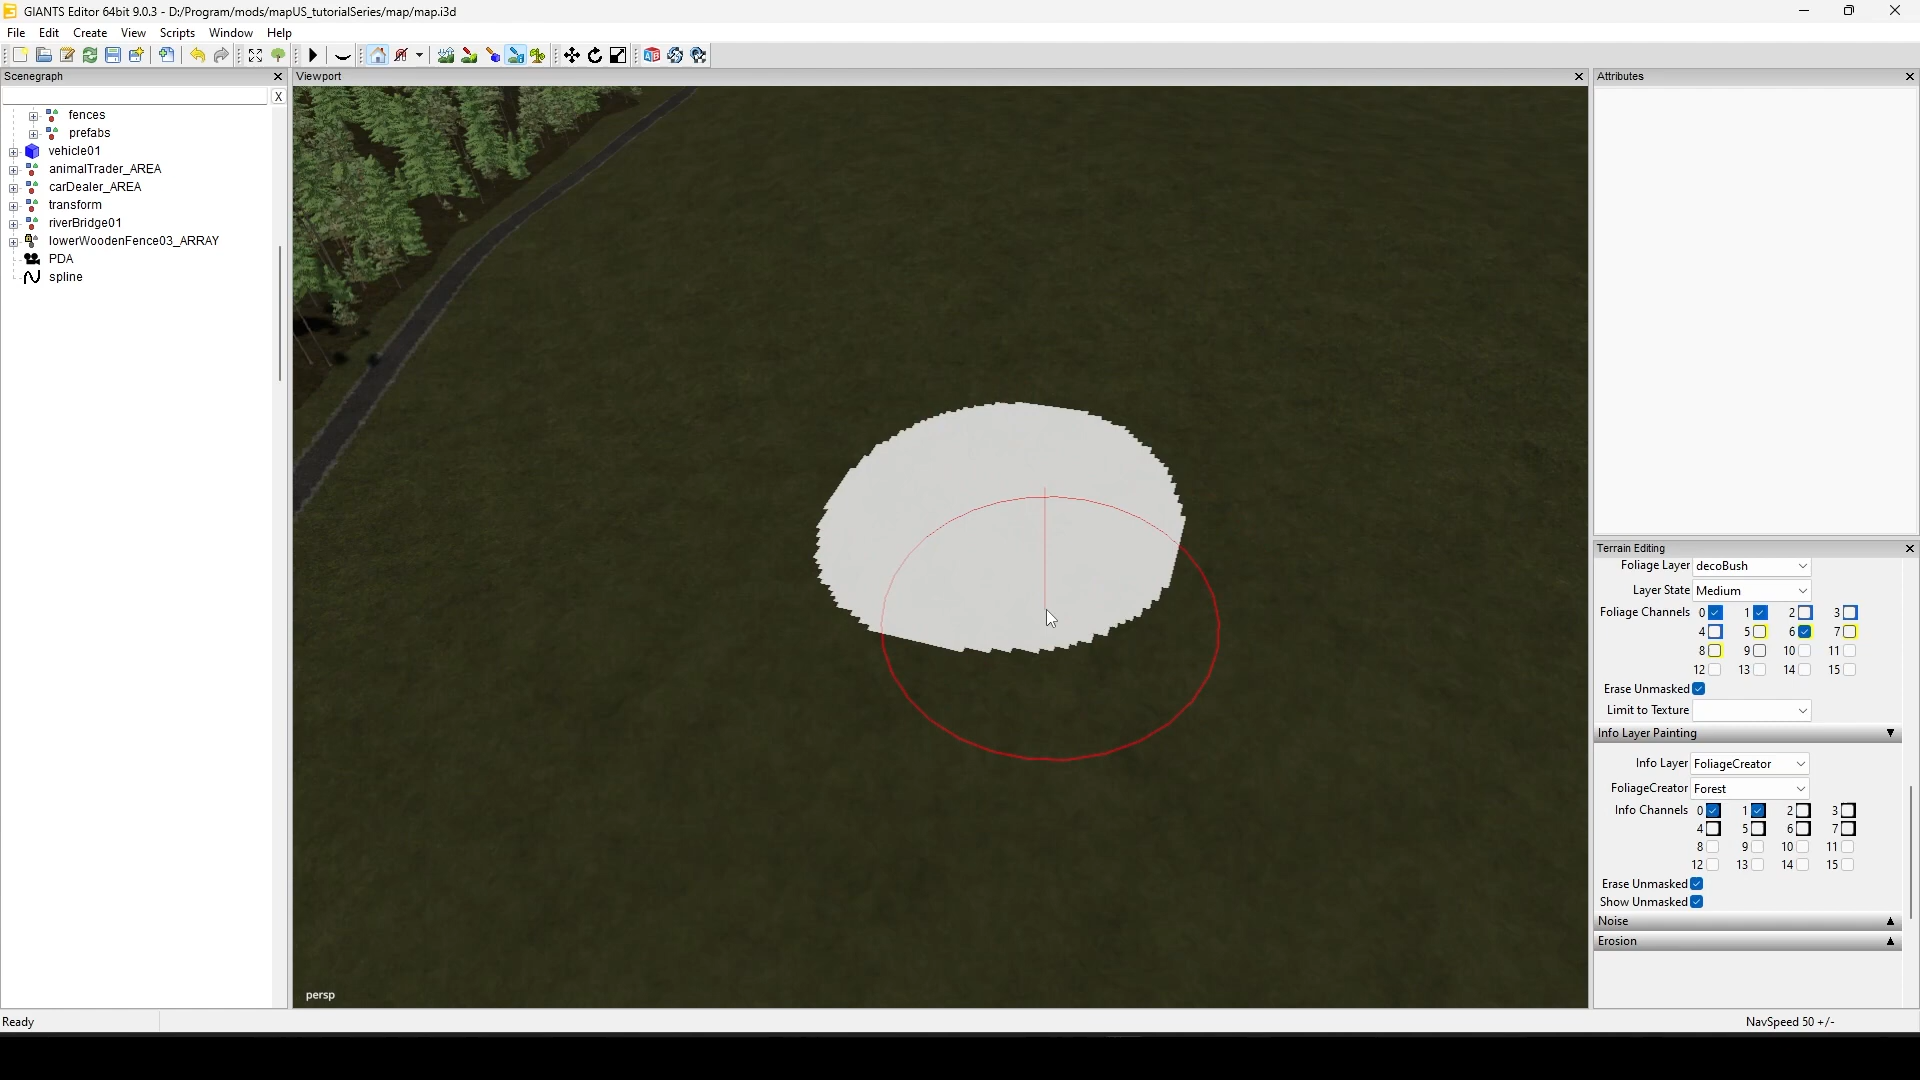 GIANTS Editor 64bit 9.0.3 - D:/Program/mods/mapUS_tutorialSeries/map/map.i3d
File Edit Create View Scripts Window Help
Scenegraph
X
fences
prefabs
vehicle01
animalTrader_AREA
carDealer_AREA
transform
riverBridge01
lowerWoodenFence03_ARRAY
PDA
spline
Viewport
persp
Attributes
Terrain Editing
Foliage Layer decoBush
Layer State Medium
Foliage Channels 0 1 2 3
4 5 6 7
8 9 10 11
12 13 14 15
Erase Unmasked
Limit to Texture
Info Layer Painting
Info Layer FoliageCreator
FoliageCreator Forest
Info Channels 0 1 2 3
4 5 6 7
8 9 10 11
12 13 14 15
Erase Unmasked
Show Unmasked
Noise
Erosion
Ready
NavSpeed 50 +/-